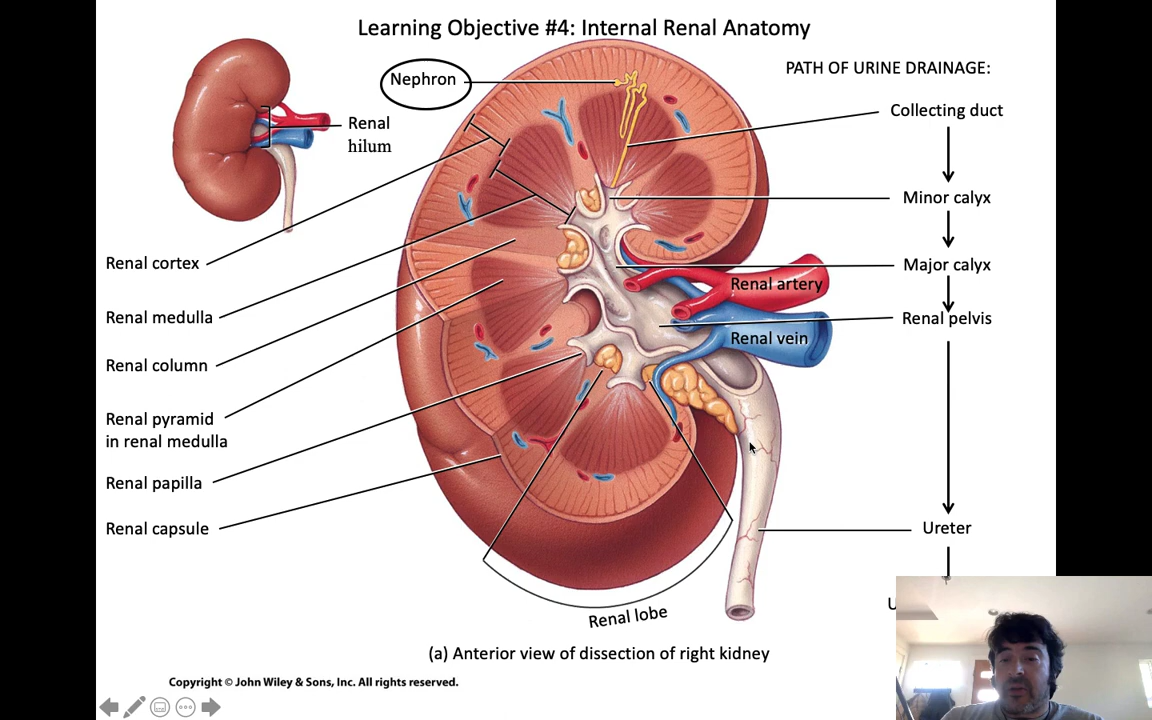 Learning Objective #4: Internal Renal Anatomy
Nephron
PATH OF URINE DRAINAGE:
Renal
hilum
Collecting duct
Minor calyx
Renal cortex
Major calyx
Renal artery
Renal medulla
Renal pelvis
Renal vein
Renal column
Renal pyramid
in renal medulla
Renal papilla
Renal capsule
Ureter
Renal lobe
(a) Anterior view of dissection of right kidney
Copyright © John Wiley & Sons, Inc. All rights reserved.